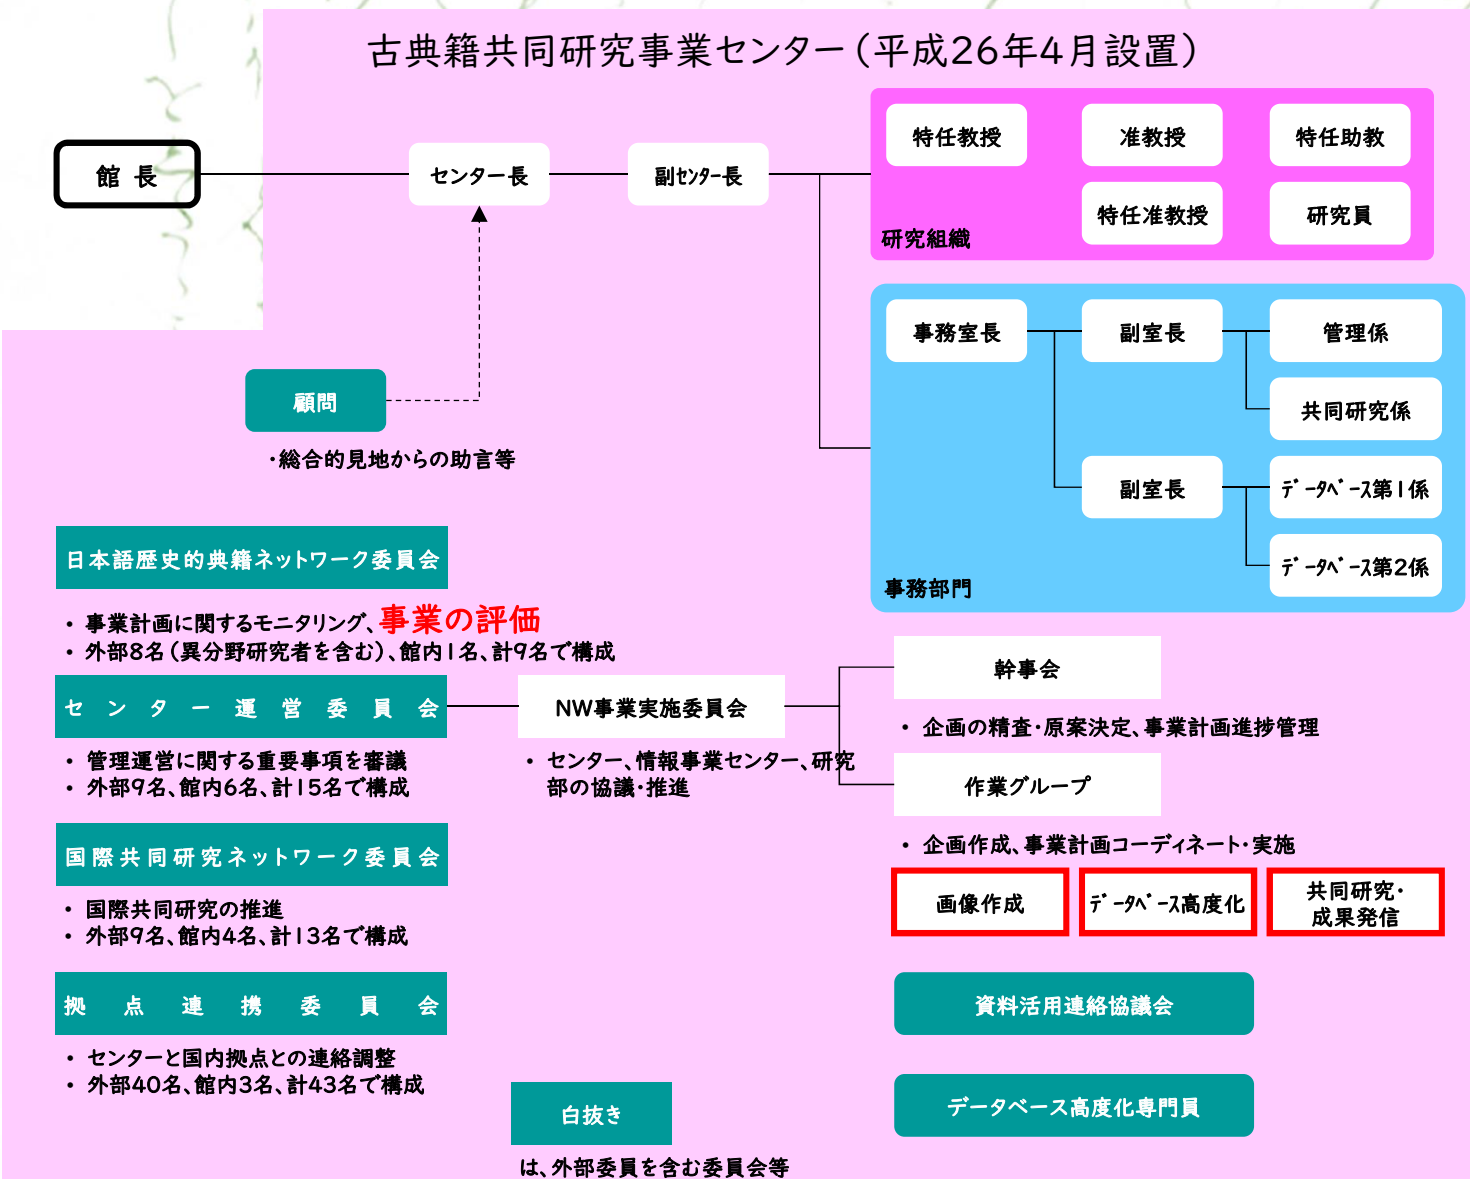 古典籍共同研究事業センター（平成26年4月設置）
館 長
センター長
副センター長
特任教授
准教授
特任助教
特任准教授
研究員
研究組織
事務室長
副室長
管理係
共同研究係
副室長
データベース第1係
データベース第2係
事務部門
顧問
・総合的見地からの助言等
日本語歴史的典籍ネットワーク委員会
• 事業計画に関するモニタリング、事業の評価
• 外部8名（異分野研究者を含む）、館内1名、計9名で構成
センター運営委員会
• 管理運営に関する重要事項を審議
• 外部9名、館内6名、計15名で構成
NW事業実施委員会
• センター、情報事業センター、研究
部の協議・推進
幹事会
• 企画の精査・原案決定、事業計画進捗管理
作業グループ
• 企画作成、事業計画コーディネート・実施
画像作成
データベース高度化
共同研究・
成果発信
国際共同研究ネットワーク委員会
• 国際共同研究の推進
• 外部9名、館内4名、計13名で構成
拠点連携委員会
• センターと国内拠点との連絡調整
• 外部40名、館内3名、計43名で構成
資料活用連絡協議会
データベース高度化専門員
白抜き
は、外部委員を含む委員会等